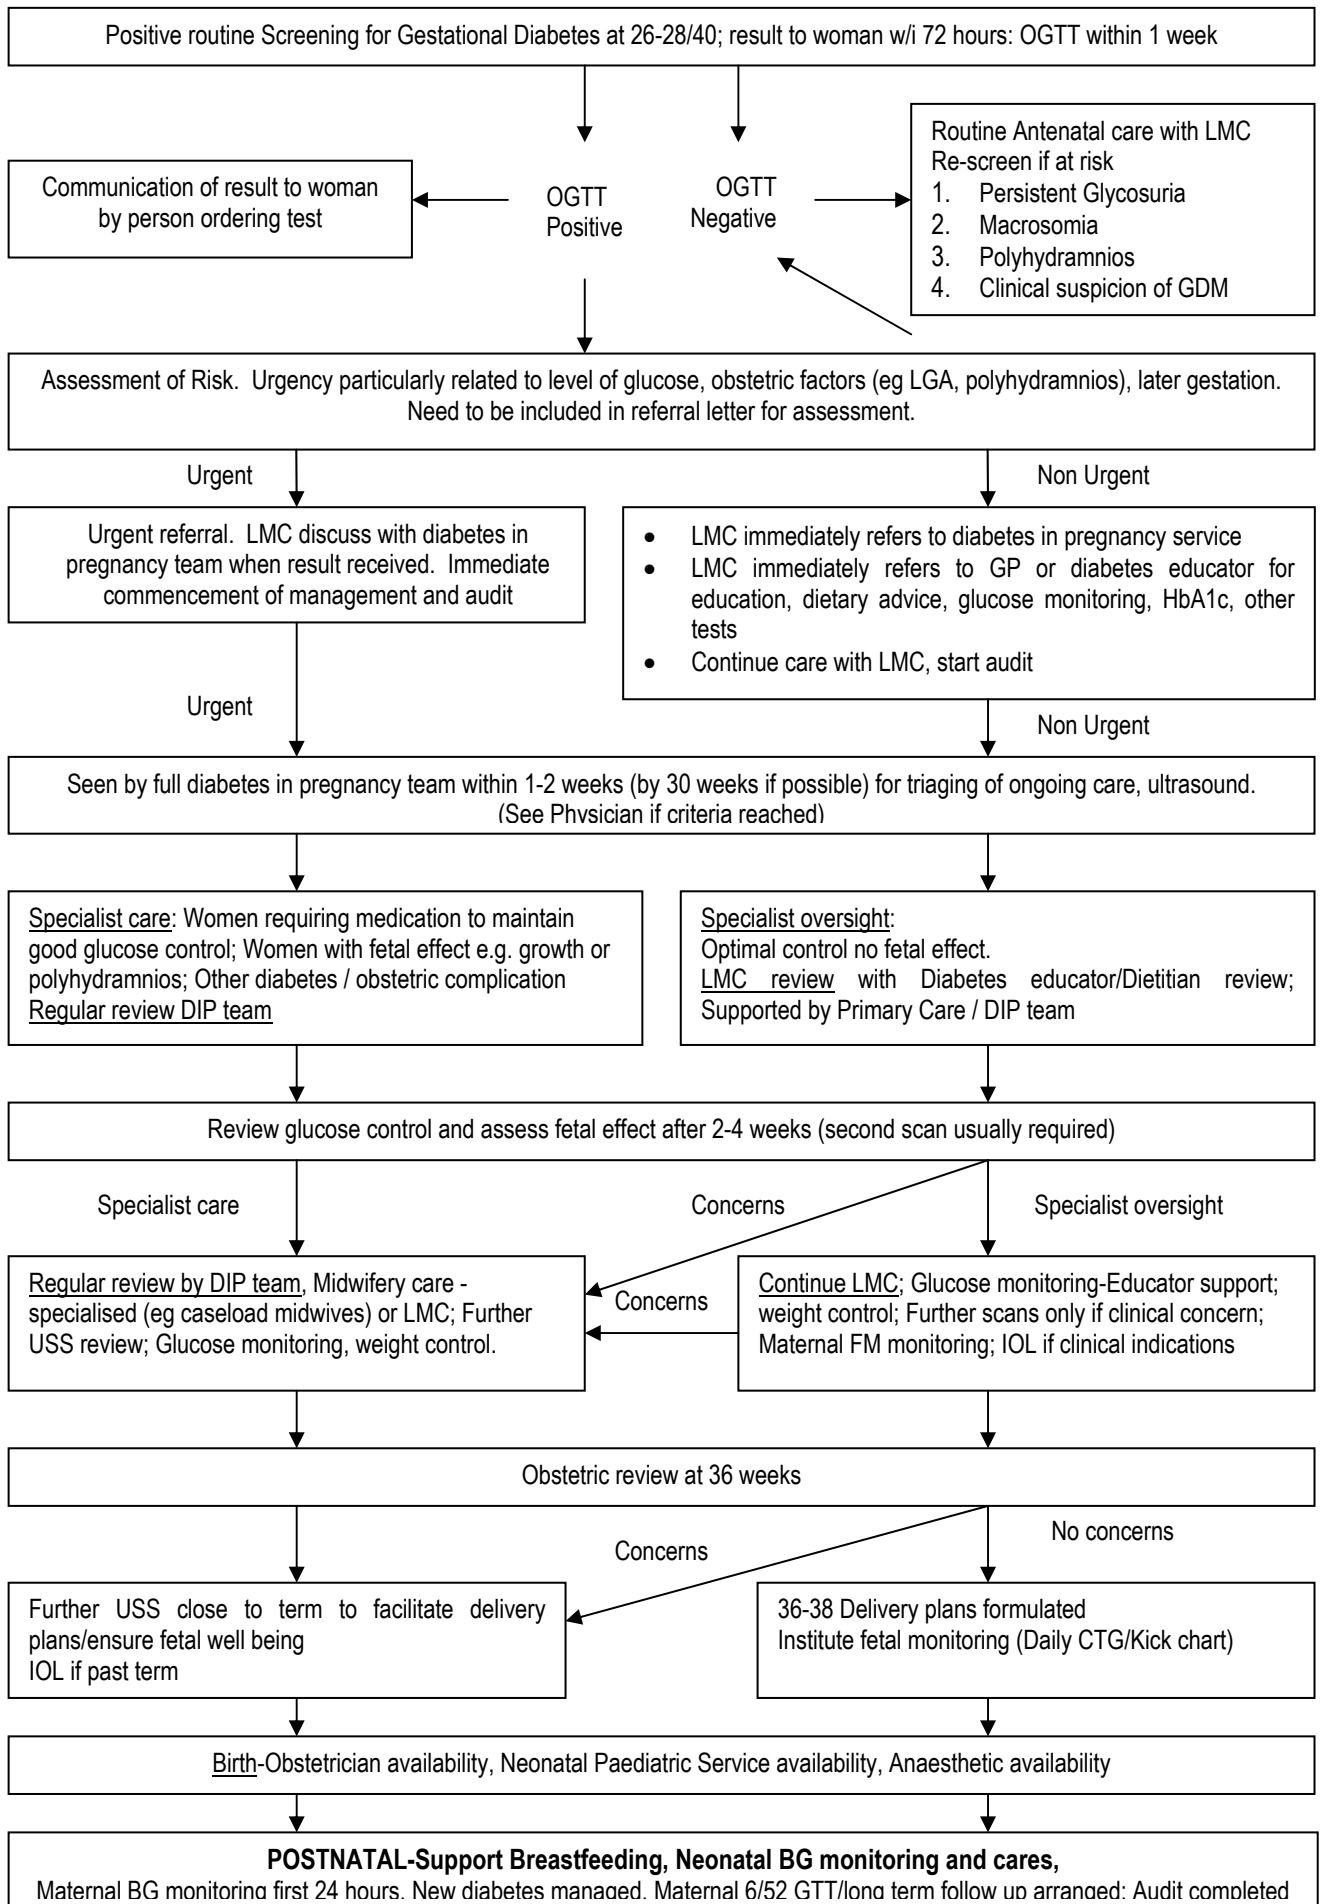 Positive routine Screening for Gestational Diabetes at 26-28/40; result to woman w/i 72 hours: OGTT within 1 week
Communication of result to woman
by person ordering test
OGTT
Positive
OGTT
Negative
Routine Antenatal care with LMC
Re-screen if at risk
1. Persistent Glycosuria
2. Macrosomia
3. Polyhydramnios
4. Clinical suspicion of GDM
Assessment of Risk. Urgency particularly related to level of glucose, obstetric factors (eg LGA, polyhydramnios), later gestation.
Need to be included in referral letter for assessment.
Urgent
Non Urgent
Urgent referral. LMC discuss with diabetes in
pregnancy team when result received. Immediate
commencement of management and audit
• LMC immediately refers to diabetes in pregnancy service
• LMC immediately refers to GP or diabetes educator for
education, dietary advice, glucose monitoring, HbA1c, other
tests
• Continue care with LMC, start audit
Urgent
Non Urgent
Seen by full diabetes in pregnancy team within 1-2 weeks (by 30 weeks if possible) for triaging of ongoing care, ultrasound.
(See Physician if criteria reached)
Specialist care: Women requiring medication to maintain
good glucose control; Women with fetal effect e.g. growth or
polyhydramnios; Other diabetes / obstetric complication
Regular review DIP team
Specialist oversight:
Optimal control no fetal effect.
LMC review with Diabetes educator/Dietitian review;
Supported by Primary Care / DIP team
Review glucose control and assess fetal effect after 2-4 weeks (second scan usually required)
Specialist care
Concerns
Specialist oversight
Regular review by DIP team, Midwifery care -
specialised (eg caseload midwives) or LMC; Further
USS review; Glucose monitoring, weight control.
Concerns
Continue LMC; Glucose monitoring-Educator support;
weight control; Further scans only if clinical concern;
Maternal FM monitoring; IOL if clinical indications
Obstetric review at 36 weeks
Concerns
No concerns
Further USS close to term to facilitate delivery
plans/ensure fetal well being
IOL if past term
36-38 Delivery plans formulated
Institute fetal monitoring (Daily CTG/Kick chart)
Birth-Obstetrician availability, Neonatal Paediatric Service availability, Anaesthetic availability
POSTNATAL-Support Breastfeeding, Neonatal BG monitoring and cares,
Maternal BG monitoring first 24 hours, New diabetes managed, Maternal 6/52 GTT/long term follow up arranged; Audit completed